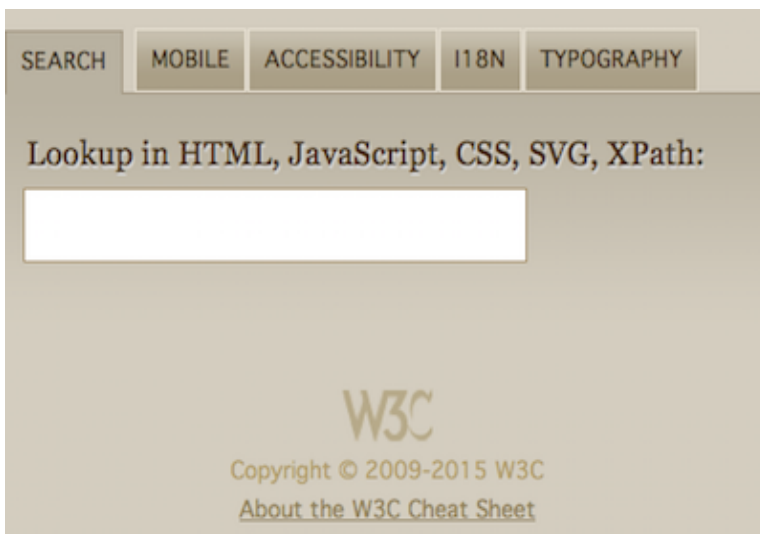 SEARCH MOBILE ACCESSIBILITY I18N TYPOGRAPHY
Lookup in HTML, JavaScript, CSS, SVG, XPath:
W3C
Copyright © 2009-2015 W3C
About the W3C Cheat Sheet